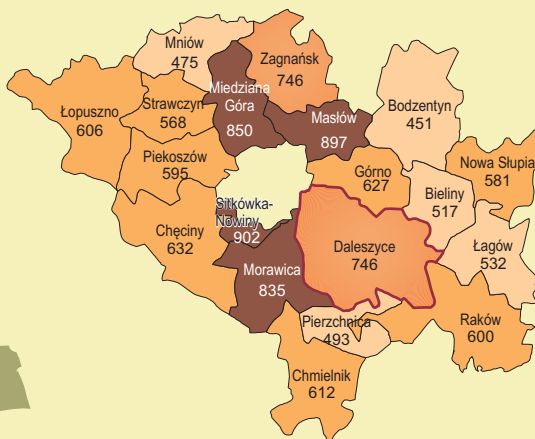 Mniów
475
Zagnańsk
746
Miedziana
Góra
850
Łopuszno
606
Strawczyn
568
Masłów
897
Bodzentyn
451
Piekoszów
595
Górno
627
Nowa Słupia
581
Bieliny
517
Sitkówka-
Nowiny
902
Chęciny
632
Daleszyce
746
Łagów
532
Morawica
835
Pierzchnica
493
Raków
600
Chmielnik
612